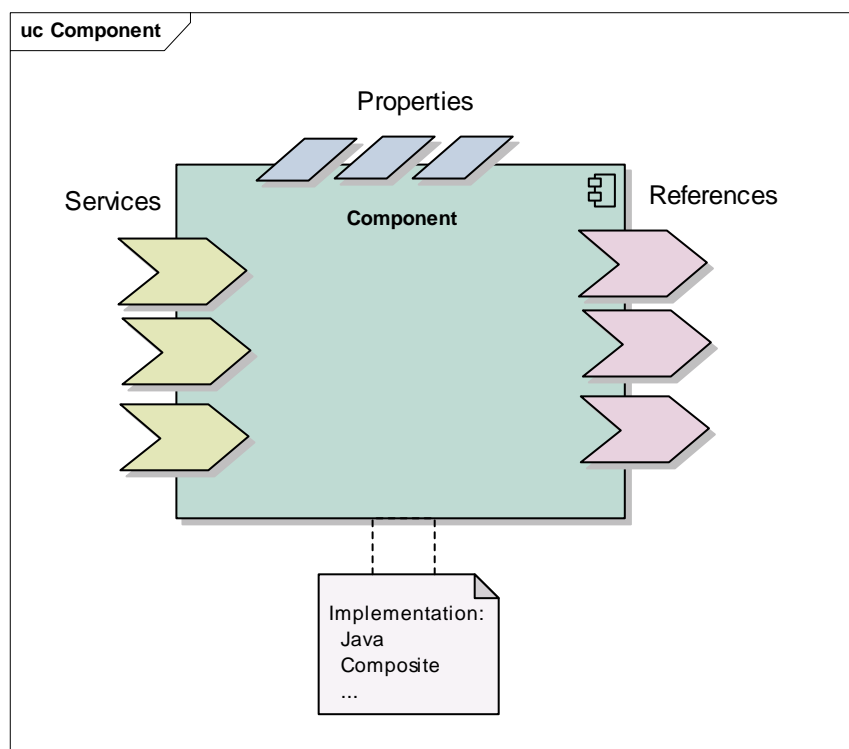 uc Component
Properties
Services
References
Component
Implementation:
Java
Composite
...